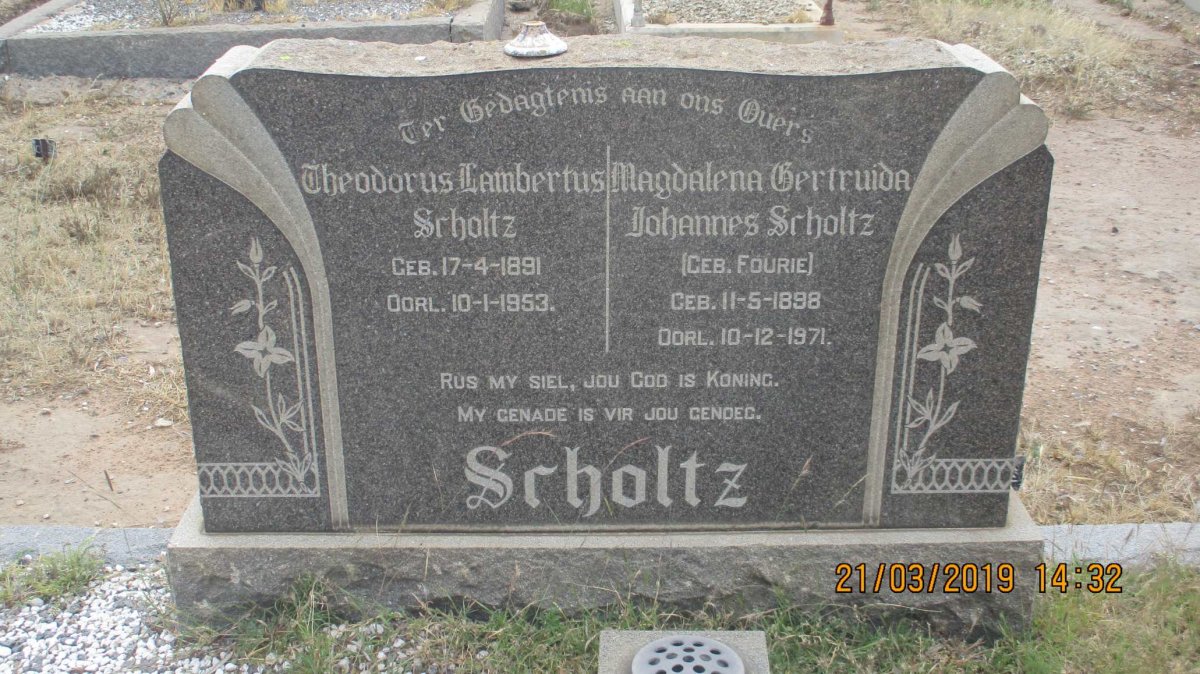 Ter Gedagtenis aan ons Ouers
Theodorus Lambertus
Scholtz
GEB. 17-4-1891
OORL. 10-1-1953.
Magdalena Gertruida
Johannes Scholtz
(GEB. FOURIE)
GEB. 11-5-1898
OORL. 10-12-1971.
RUS MY SIEL, JOU GOD IS KONING.
MY GENADE IS VIR JOU GENOEG.
Scholtz
21/03/2019 14:32